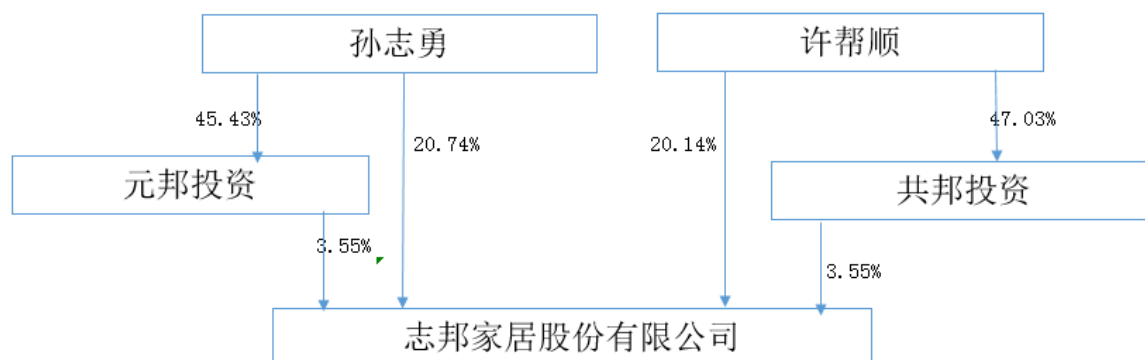 孙志勇
许帮顺
45.43%
20.74%
20.14%
47.03%
元邦投资
共邦投资
3.55%
3.55%
志邦家居股份有限公司